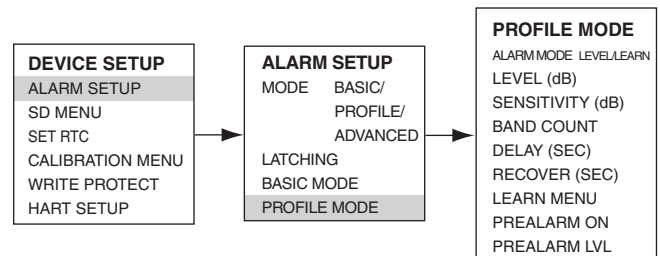 DEVICE SETUP
ALARM SETUP
SD MENU
SET RTC
CALIBRATION MENU
WRITE PROTECT
HART SETUP
ALARM SETUP
MODE BASIC/
PROFILE/
ADVANCED
LATCHING
BASIC MODE
PROFILE MODE
PROFILE MODE
ALARM MODE LEVEL/LEARN
LEVEL (dB)
SENSITIVITY (dB)
BAND COUNT
DELAY (SEC)
RECOVER (SEC)
LEARN MENU
PREALARM ON
PREALARM LVL